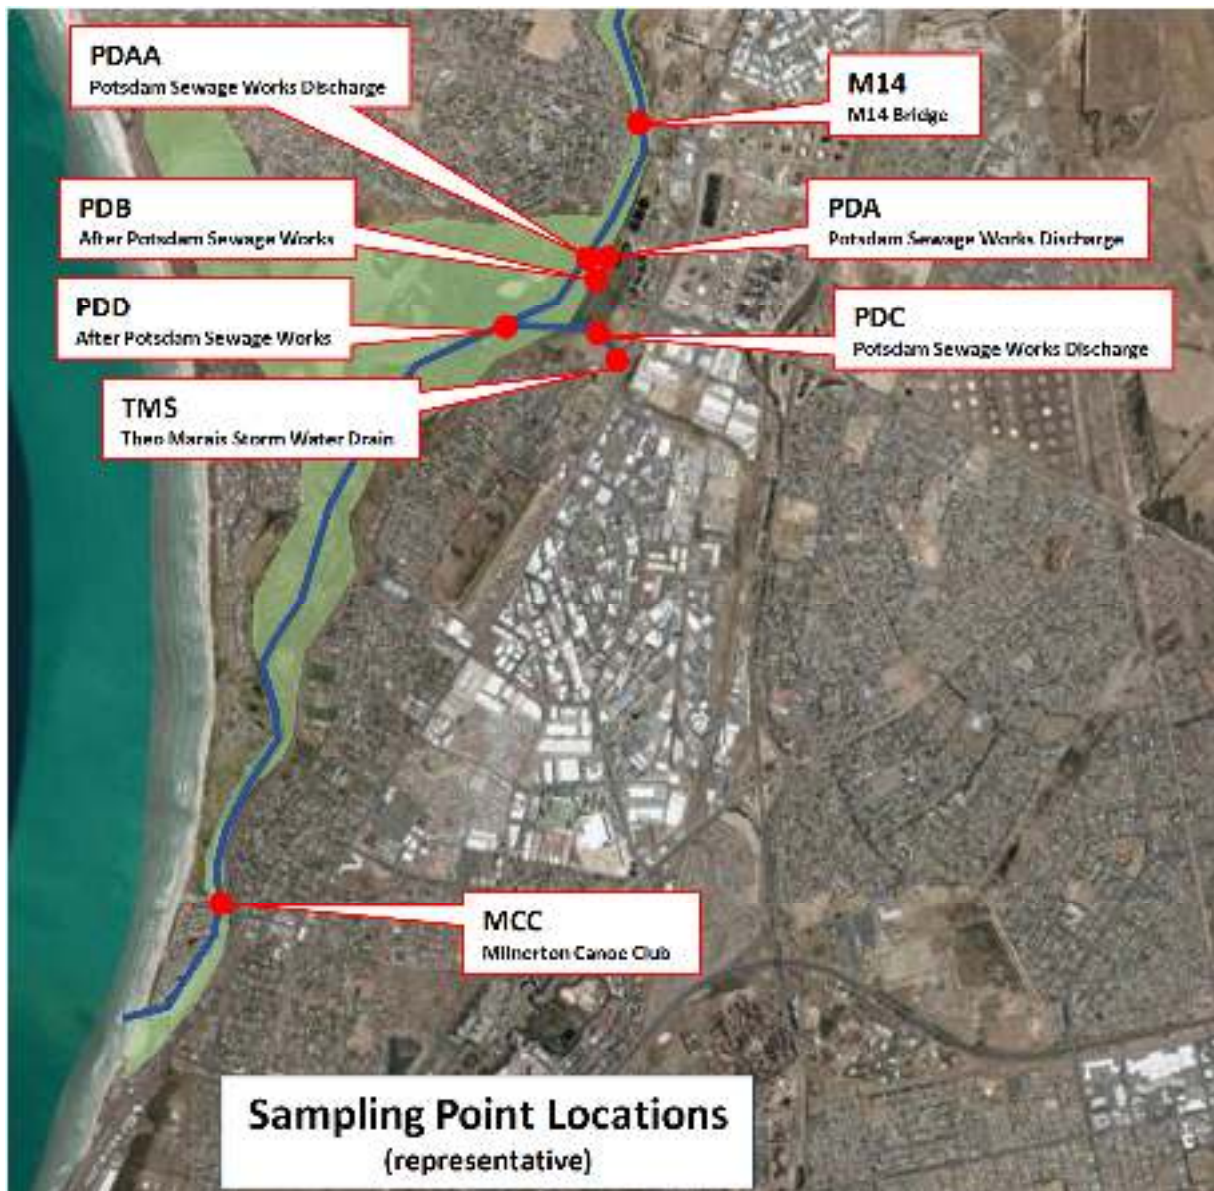 PDAA
Potsdam Sewage Works Discharge
M14
M14 Bridge
PDB
After Potsdam Sewage Works
PDA
Potsdam Sewage Works Discharge
PDD
After Potsdam Sewage Works
PDC
Potsdam Sewage Works Discharge
TMS
Theo Marais Storm Water Drain
MCC
Milnerton Canoe Club
Sampling Point Locations
(representative)